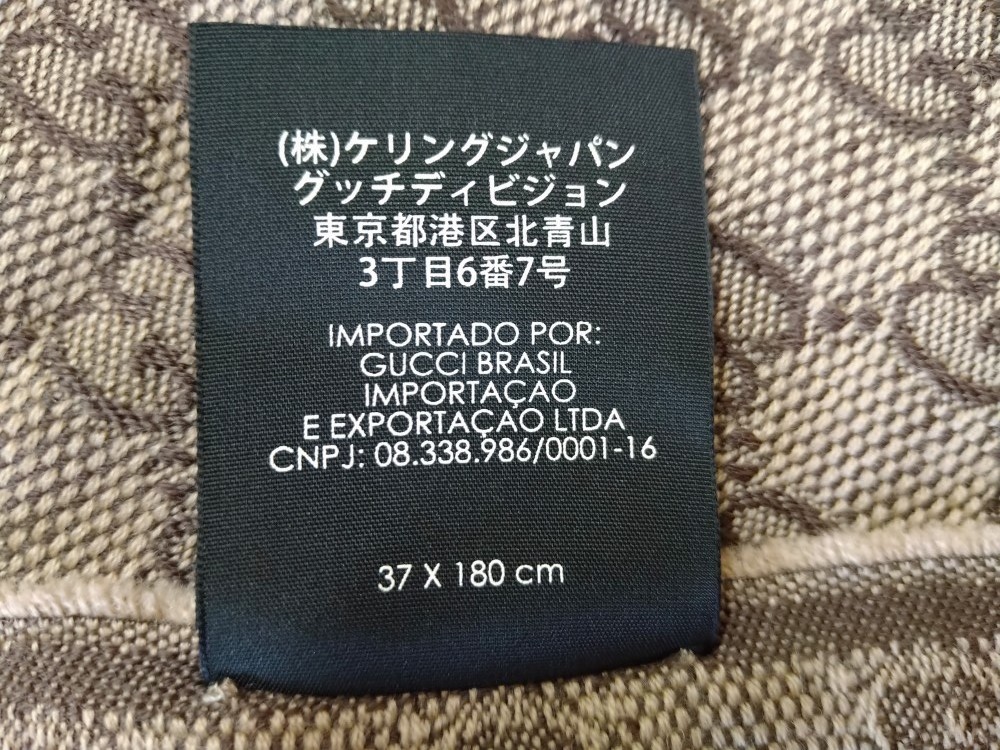 (株)ケリングジャパン
グッチディビジョン
東京都港区北青山
3丁目6番7号
IMPORTADO POR:
GUCCI BRASIL
IMPORTAÇAO
E EXPORTAÇAO LTDA
CNPJ: 08.338.986/0001-16
37 X 180 cm